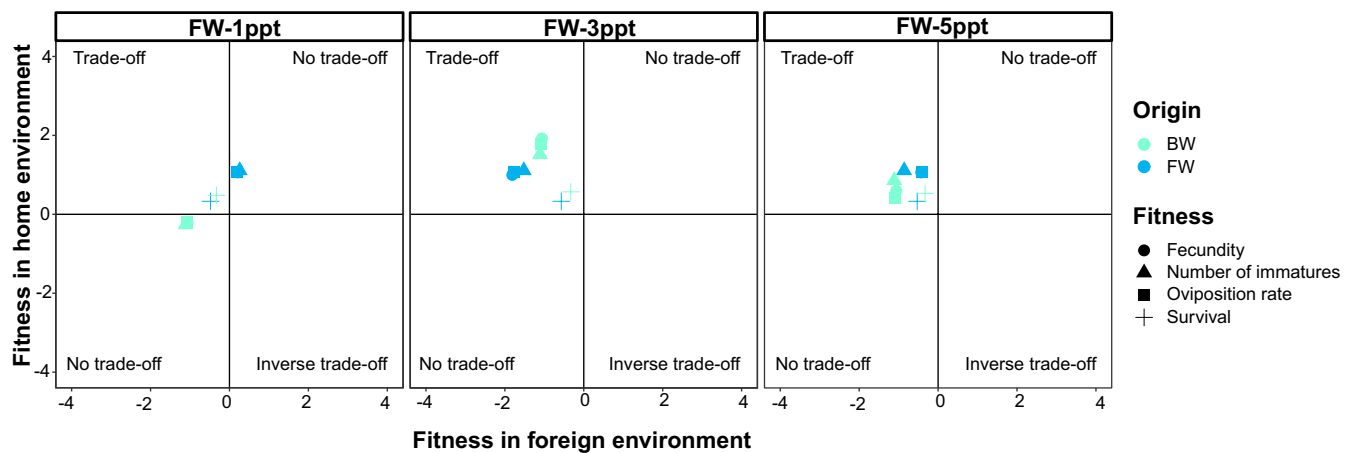 FW-1ppt FW-3ppt FW-5ppt
Trade-off No trade-off Trade-off No trade-off Trade-off No trade-off
No trade-off Inverse trade-off No trade-off Inverse trade-off No trade-off Inverse trade-off
4
2
0
-2
-4
-4 -2 0 2 4 -4 -2 0 2 4 -4 -2 0 2 4
Fitness in home environment
Fitness in foreign environment
Origin
BW
FW
Fitness
Fecundity
Number of immatures
Oviposition rate
Survival